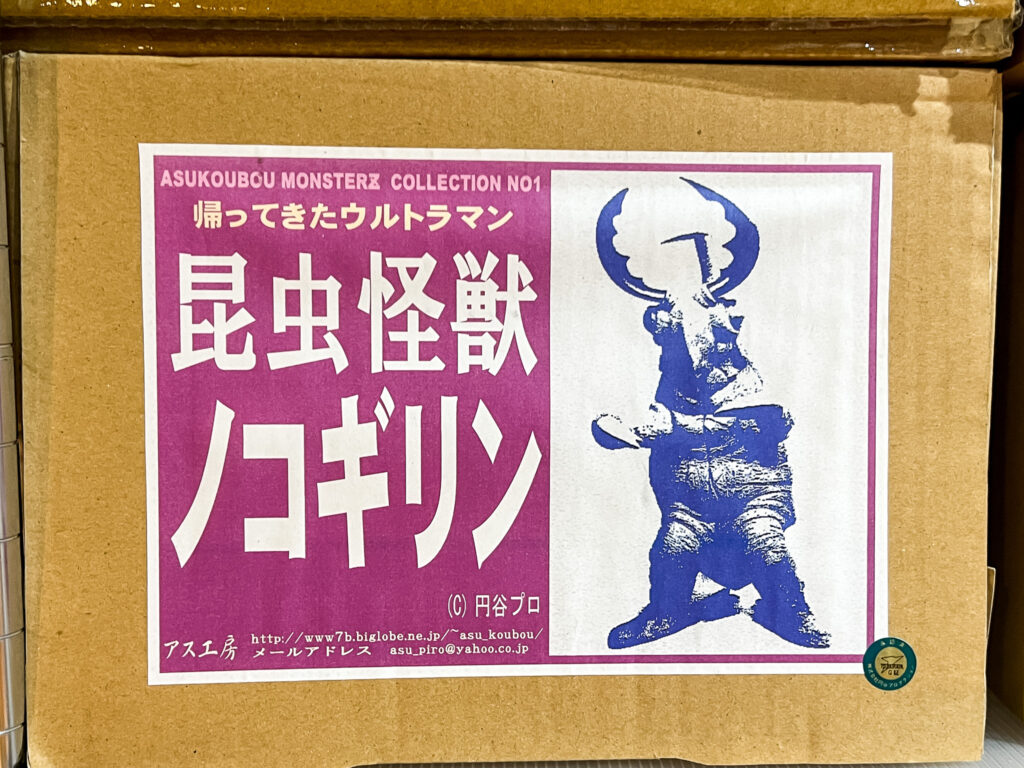 ASUKOUBOU MONSTERZ COLLECTION NO1
帰ってきたウルトラマン
昆虫怪獣
ノコギリン
(C) 円谷プロ
アス工房
http://www7b.biglobe.ne.jp/~asu_koubou/
メールアドレス asu_piro@yahoo.co.jp